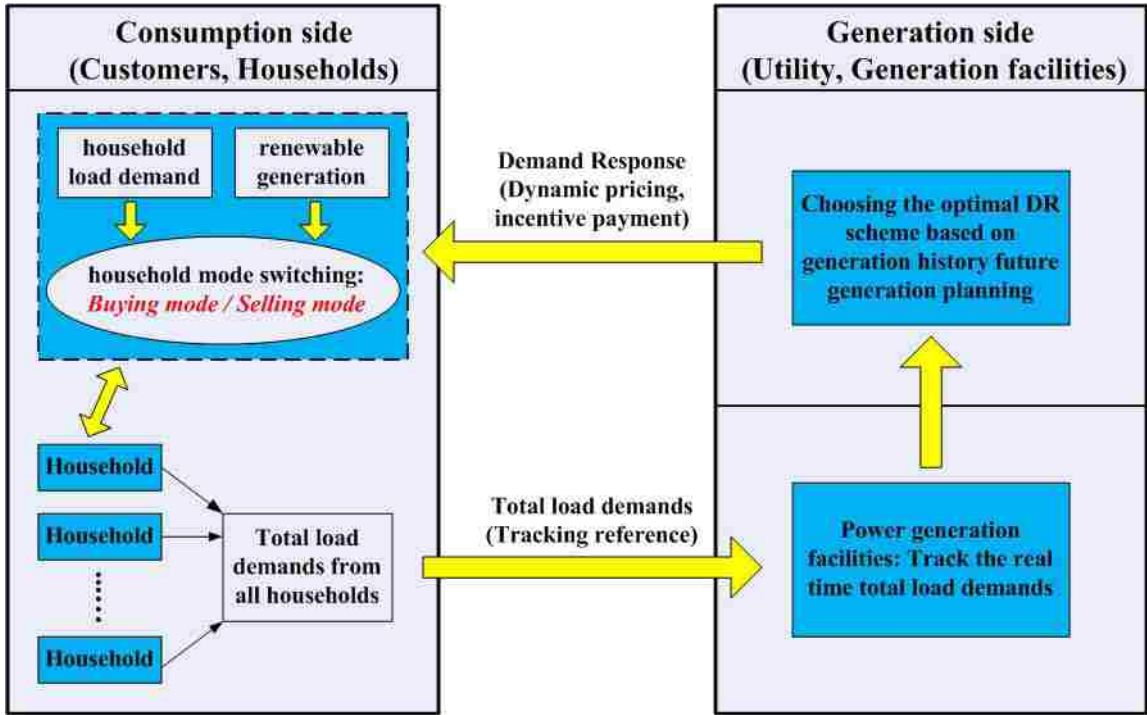 Consumption side
(Customers, Households)
household
load demand
renewable
generation
household mode switching:
Buying mode / Selling mode
Household
Household
Household
Total load
demands from
all households
Demand Response
(Dynamic pricing,
incentive payment)
Total load demands
(Tracking reference)
Generation side
(Utility, Generation facilities)
Choosing the optimal DR
scheme based on
generation history future
generation planning
Power generation
facilities: Track the real
time total load demands